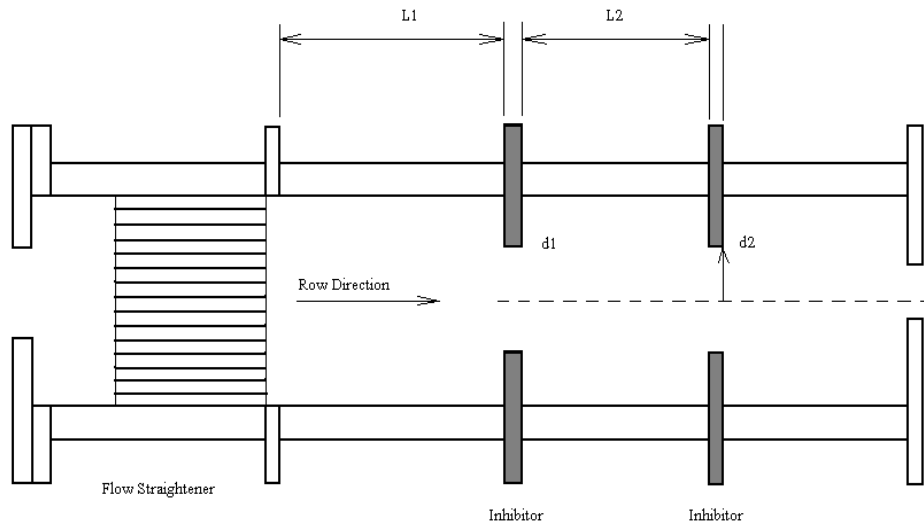 L1
L2
d1
d2
Row Direction
Flow Straightener
Inhibitor
Inhibitor